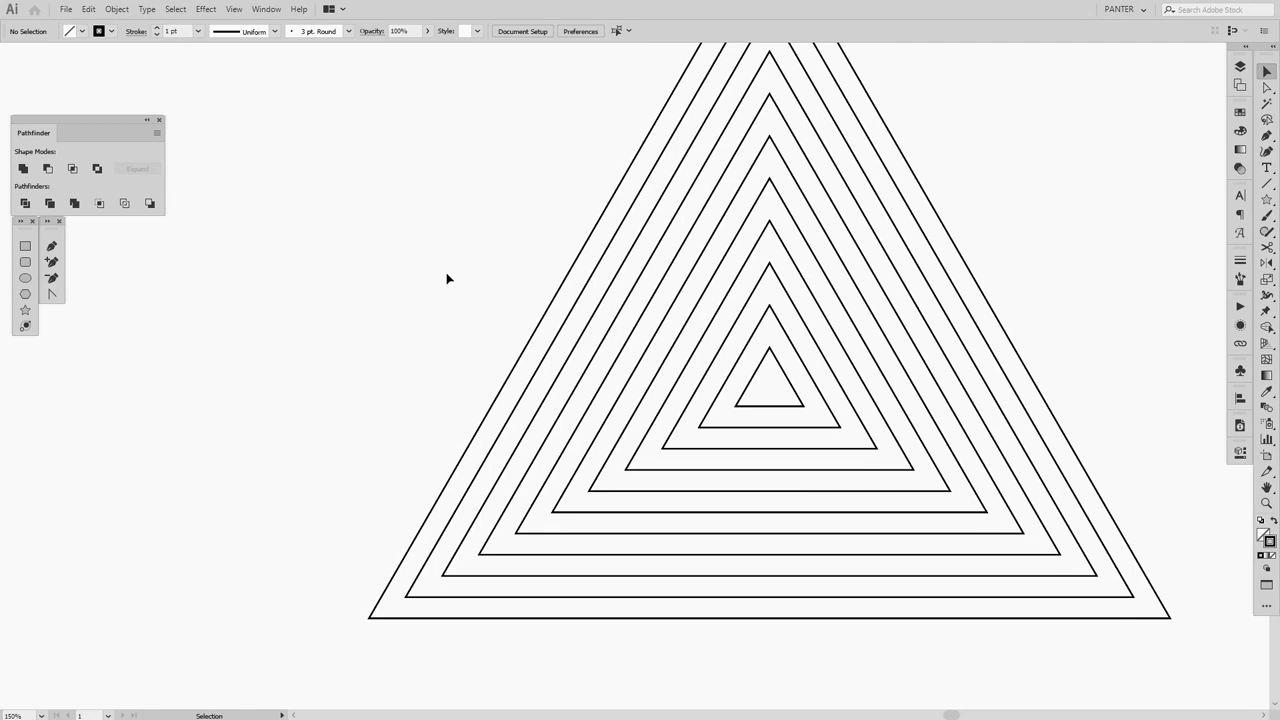 Ai File Edit Object Type Select Effect View Window Help PANTER Search Adobe Stock
No Selection Stroke: 1 pt Uniform 3 pt. Round Opacity: 100% Style: Document Setup Preferences
Pathfinder
Shape Modes:
Expand
Pathfinders:
150% 1 Selection